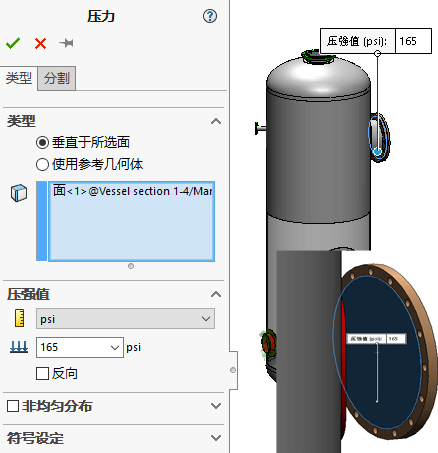 压力
类型
分割
类型
垂直于所选面
使用参考几何体
面<1>@Vessel section 1-4/Mar
压强值
psi
165
psi
反向
非均匀分布
符号设定
压强值 (psi): 165
压强值 (psi): 165